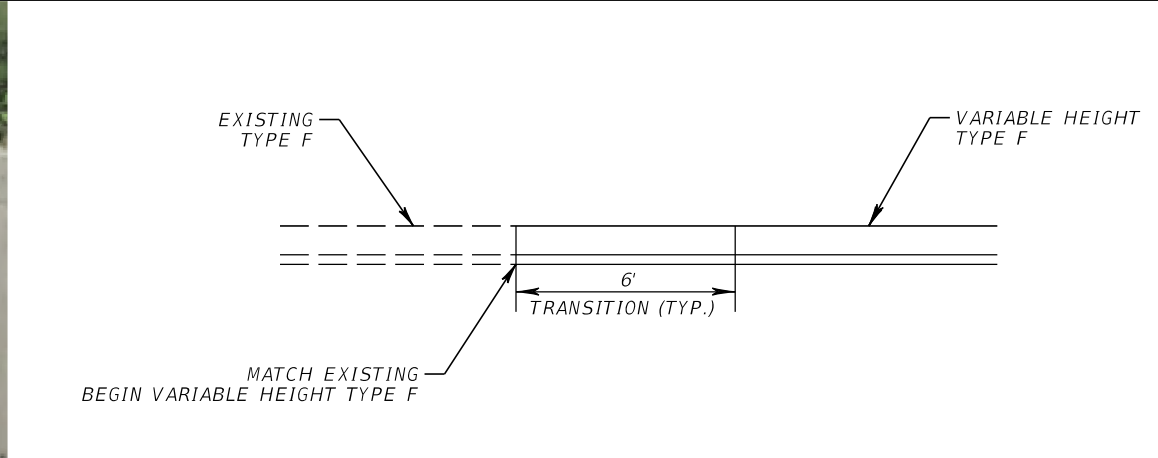 EXISTING
TYPE F
VARIABLE HEIGHT
TYPE F
6'
TRANSITION (TYP.)
MATCH EXISTING
BEGIN VARIABLE HEIGHT TYPE F